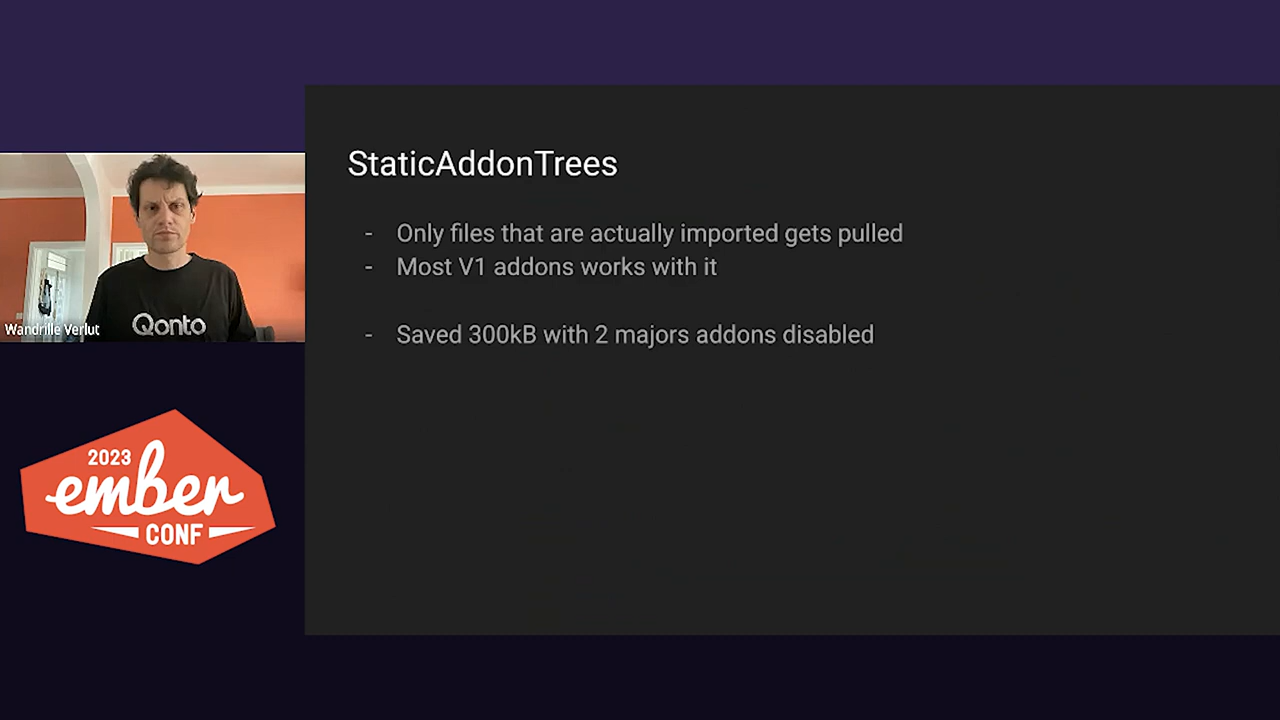 StaticAddonTrees
- Only files that are actually imported gets pulled
- Most V1 addons works with it
- Saved 300kB with 2 majors addons disabled
Qonto
Wandrille Verlut
2023
ember
CONF